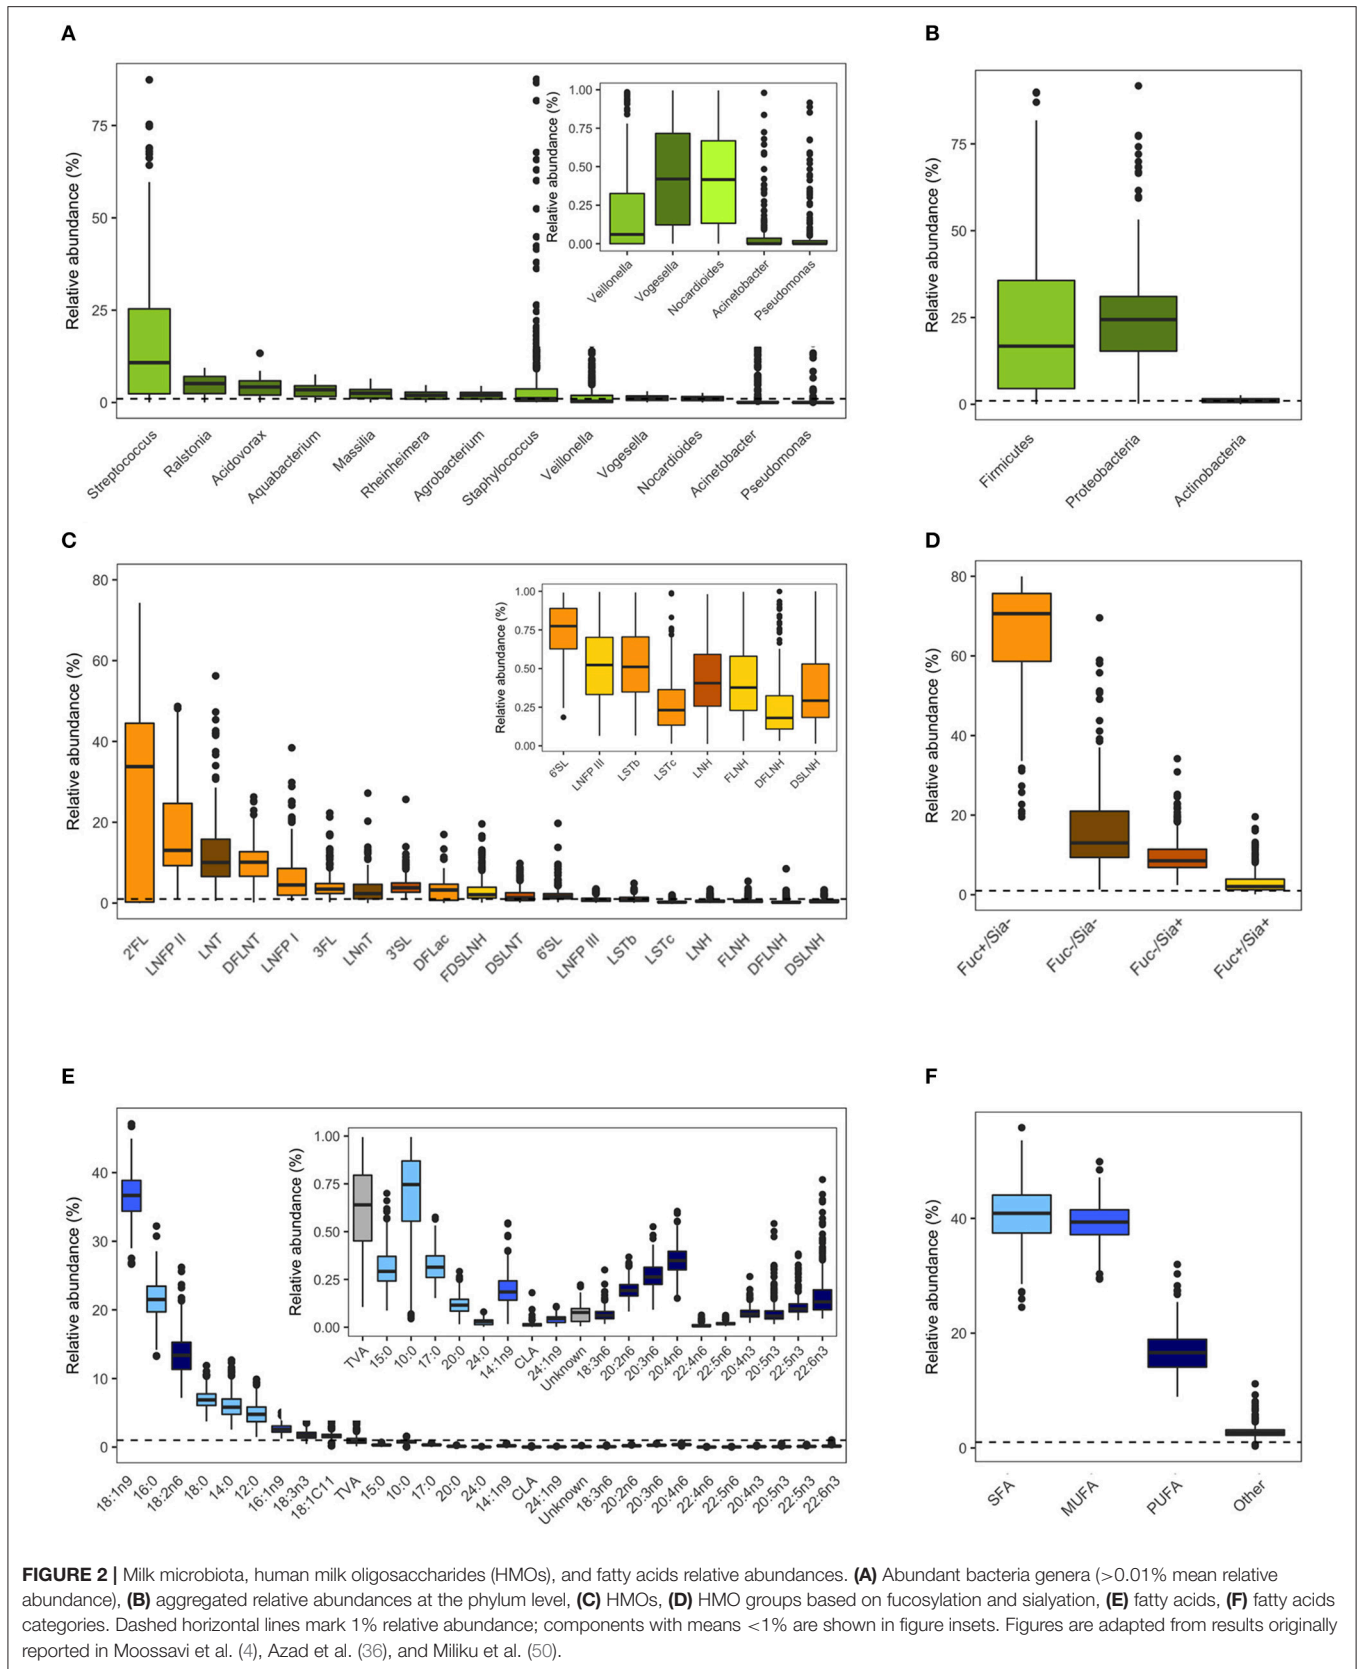 A
Relative abundance (%)
75
50
25
0
Streptococcus
Ralstonia
Acidovorax
Aquabacterium
Massilia
Rheinheimera
Agrobacterium
Staphylococcus
Veillonella
Vogesella
Nocardioides
Acinetobacter
Pseudomonas
Relative abundance (%)
1.00
0.75
0.50
0.25
0.00
Veillonella
Vogesella
Nocardioides
Acinetobacter
Pseudomonas
B
Relative abundance (%)
75
50
25
0
Firmicutes
Proteobacteria
Actinobacteria
C
Relative abundance (%)
80
60
40
20
0
2'FL
LNFP II
LNT
DFLNT
LNFP I
3FL
LNnT
3'SL
DFLac
FDSLNH
DSLNT
6'SL
LNFP III
LSTb
LSTc
LNH
FLNH
DFLNH
DSLNH
Relative abundance (%)
1.00
0.75
0.50
0.25
0.00
6'SL
LNFP III
LSTb
LSTc
LNH
FLNH
DFLNH
DSLNH
D
Relative abundance (%)
80
60
40
20
0
Fuc+/Sia-
Fuc-/Sia-
Fuc-/Sia+
Fuc+/Sia+
E
Relative abundance (%)
40
30
20
10
0
18:1n9
16:0
18:2n6
18:0
14:0
12:0
16:1n9
18:3n3
18:1C11
TVA
15:0
10:0
17:0
20:0
24:0
14:1n9
CLA
24:1n9
Unknown
18:3n6
20:2n6
20:3n6
20:4n6
22:4n6
22:5n6
20:4n3
20:5n3
22:5n3
22:6n3
Relative abundance (%)
1.00
0.75
0.50
0.25
0.00
TVA
15:0
10:0
17:0
20:0
24:0
14:1n9
CLA
24:1n9
Unknown
18:3n6
20:2n6
20:3n6
20:4n6
22:4n6
22:5n6
20:4n3
20:5n3
22:5n3
22:6n3
F
Relative abundance (%)
40
20
0
SFA
MUFA
PUFA
Other
FIGURE 2 | Milk microbiota, human milk oligosaccharides (HMOs), and fatty acids relative abundances. (A) Abundant bacteria genera (>0.01% mean relative
abundance), (B) aggregated relative abundances at the phylum level, (C) HMOs, (D) HMO groups based on fucosylation and sialyation, (E) fatty acids, (F) fatty acids
categories. Dashed horizontal lines mark 1% relative abundance; components with means <1% are shown in figure insets. Figures are adapted from results originally
reported in Moossavi et al. (4), Azad et al. (36), and Miliku et al. (50).